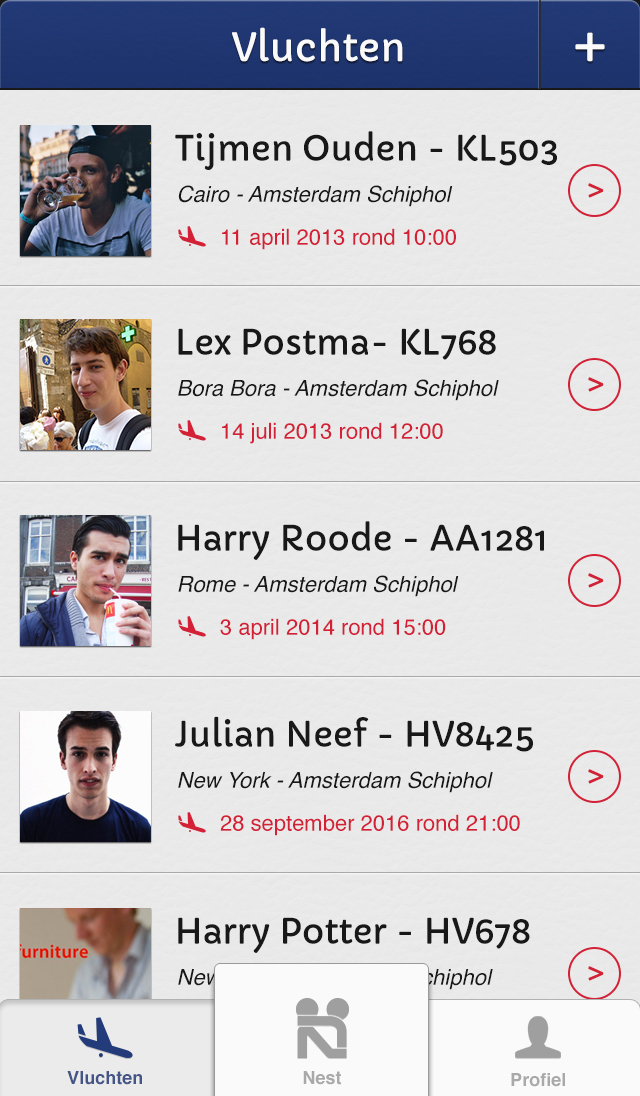 Vluchten +
Tijmen Ouden - KL503
Cairo - Amsterdam Schiphol
11 april 2013 rond 10:00
>
Lex Postma- KL768
Bora Bora - Amsterdam Schiphol
14 juli 2013 rond 12:00
>
Harry Roode - AA1281
Rome - Amsterdam Schiphol
3 april 2014 rond 15:00
>
Julian Neef - HV8425
New York - Amsterdam Schiphol
28 september 2016 rond 21:00
>
Harry Potter - HV678
urniture
>
Vluchten
Nest
Profiel